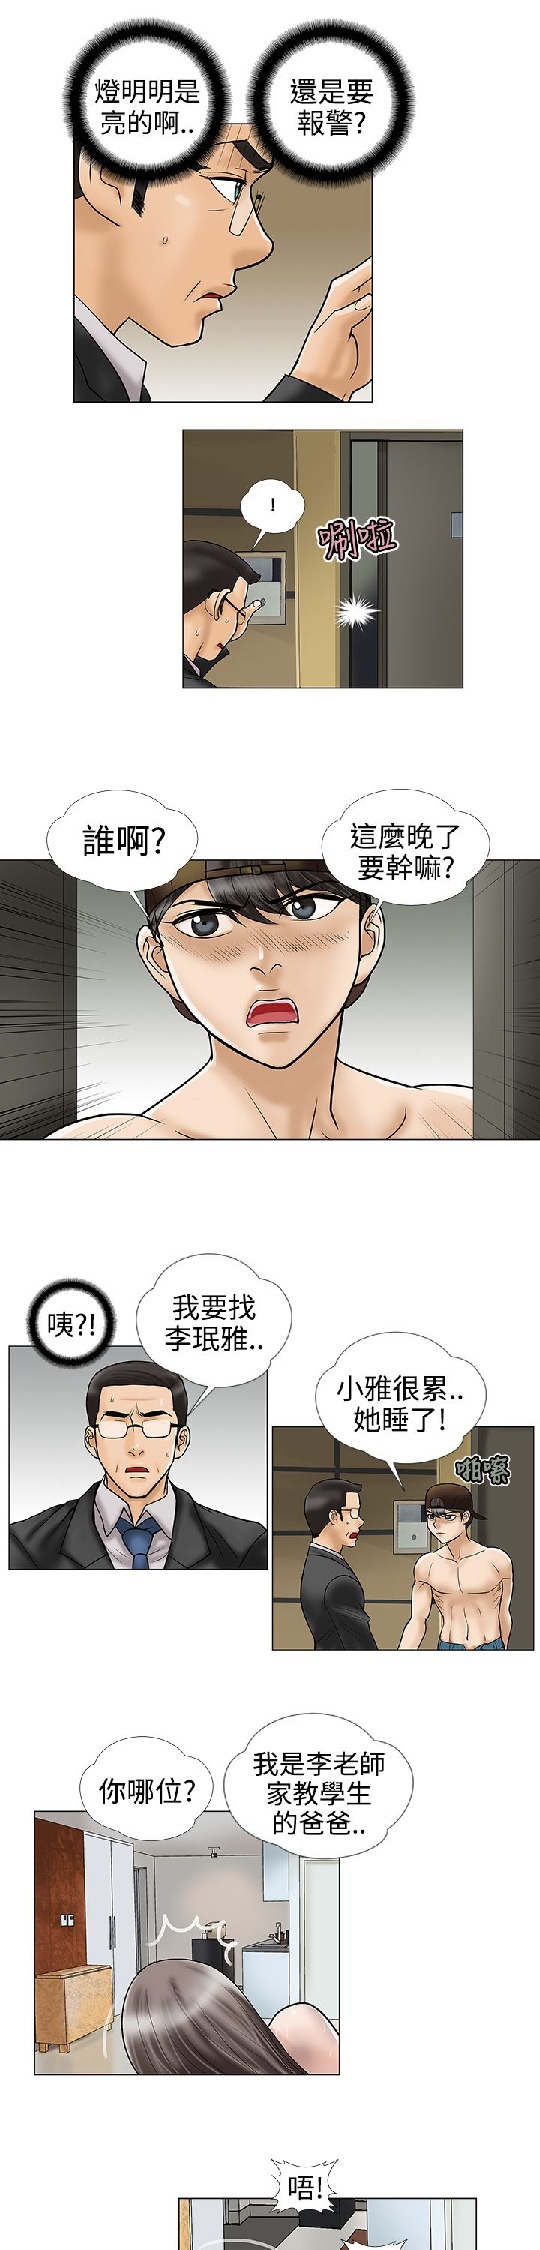 燈明明是
亮的啊..
還是要
報警?
!
唰啦
誰啊?
這麼晚了
要幹嘛?
咦?!
我要找
李珉雅..
小雅很累..
她睡了!
啪嚓
你哪位?
我是李老師
家教學生
的爸爸..
唔!